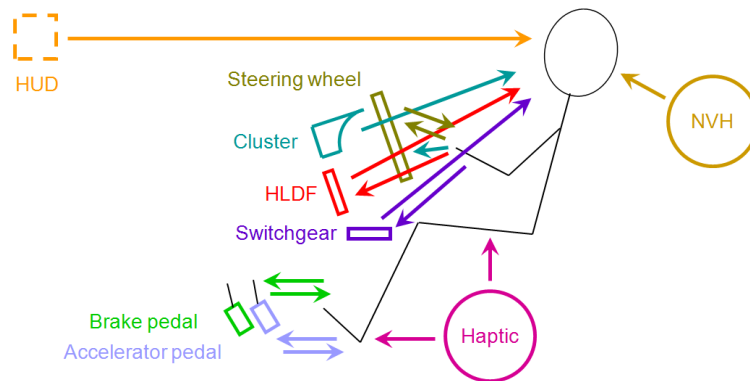 HUD
Steering wheel
Cluster
NVH
HLDF
Switchgear
Brake pedal
Accelerator pedal
Haptic